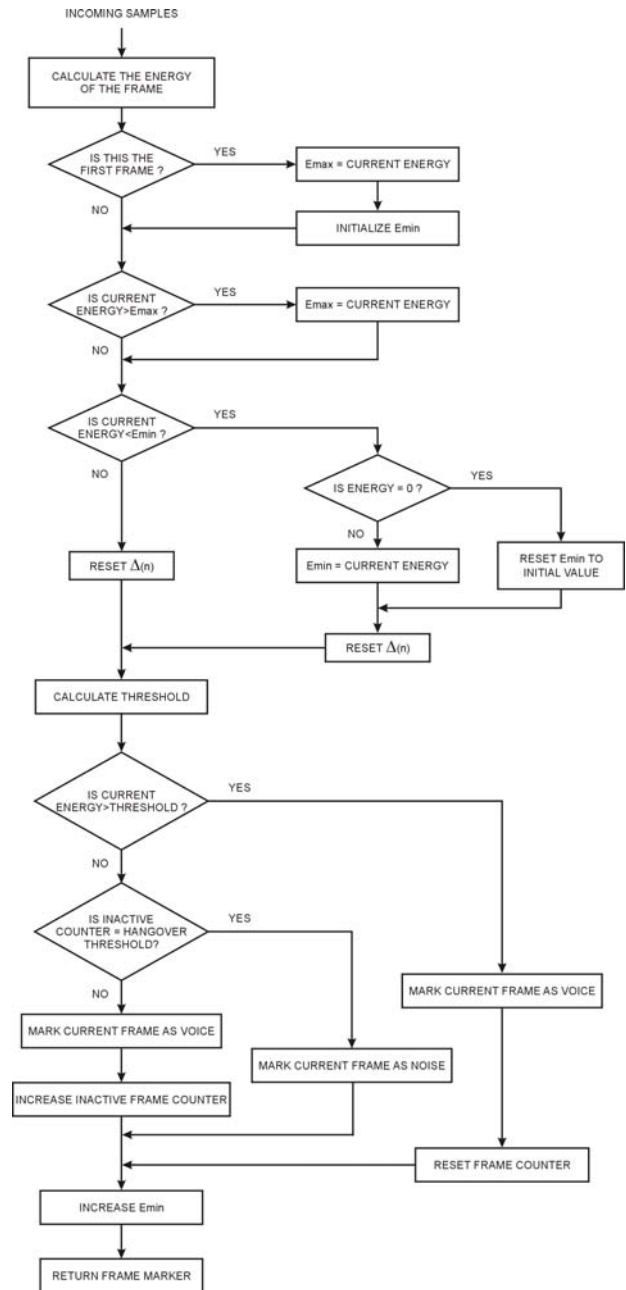 INCOMING SAMPLES
CALCULATE THE ENERGY
OF THE FRAME
IS THIS THE
FIRST FRAME ?
YES
Emax = CURRENT ENERGY
NO
INITIALIZE Emin
IS CURRENT
ENERGY>Emax ?
YES
Emax = CURRENT ENERGY
NO
IS CURRENT
ENERGY<Emin ?
YES
NO
IS ENERGY = 0 ?
YES
NO
RESET Δ(n)
Emin = CURRENT ENERGY
RESET Emin TO
INITIAL VALUE
RESET Δ(n)
CALCULATE THRESHOLD
IS CURRENT
ENERGY>THRESHOLD ?
YES
NO
IS INACTIVE
COUNTER = HANGOVER
THRESHOLD?
YES
NO
MARK CURRENT FRAME AS VOICE
MARK CURRENT FRAME AS VOICE
MARK CURRENT FRAME AS NOISE
INCREASE INACTIVE FRAME COUNTER
RESET FRAME COUNTER
INCREASE Emin
RETURN FRAME MARKER